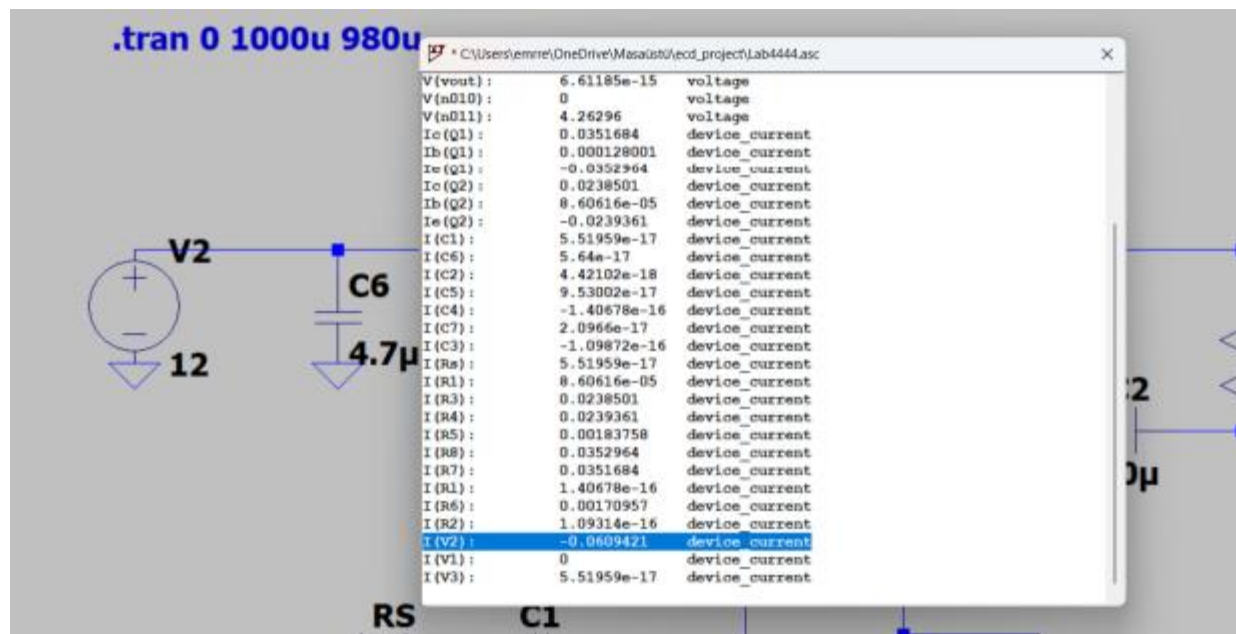 .tran 0 1000u 980u
* C:\Users\emrre\OneDrive\Masaüstü\ecd_project\Lab4444.asc
V(vout): 6.61185e-15 voltage
V(n010): 0 voltage
V(n011): 4.26296 voltage
Ic(Q1): 0.0351684 device_current
Ib(Q1): 0.000128001 device_current
Ie(Q1): -0.0352964 device_current
Ic(Q2): 0.0238501 device_current
Ib(Q2): 8.60616e-05 device_current
Ie(Q2): -0.0239361 device_current
I(C1): 5.51959e-17 device_current
I(C6): 5.64e-17 device_current
I(C2): 4.42102e-18 device_current
I(C5): 9.53002e-17 device_current
I(C4): -1.40678e-16 device_current
I(C7): 2.0966e-17 device_current
I(C3): -1.09872e-16 device_current
I(Rs): 5.51959e-17 device_current
I(R1): 8.60616e-05 device_current
I(R3): 0.0238501 device_current
I(R4): 0.0239361 device_current
I(R5): 0.00183758 device_current
I(R8): 0.0352964 device_current
I(R7): 0.0351684 device_current
I(Rl): 1.40678e-16 device_current
I(R6): 0.00170957 device_current
I(R2): 1.09314e-16 device_current
I(V2): -0.0609421 device_current
I(V1): 0 device_current
I(V3): 5.51959e-17 device_current
V2
C6
4.7µ
12
RS
C1